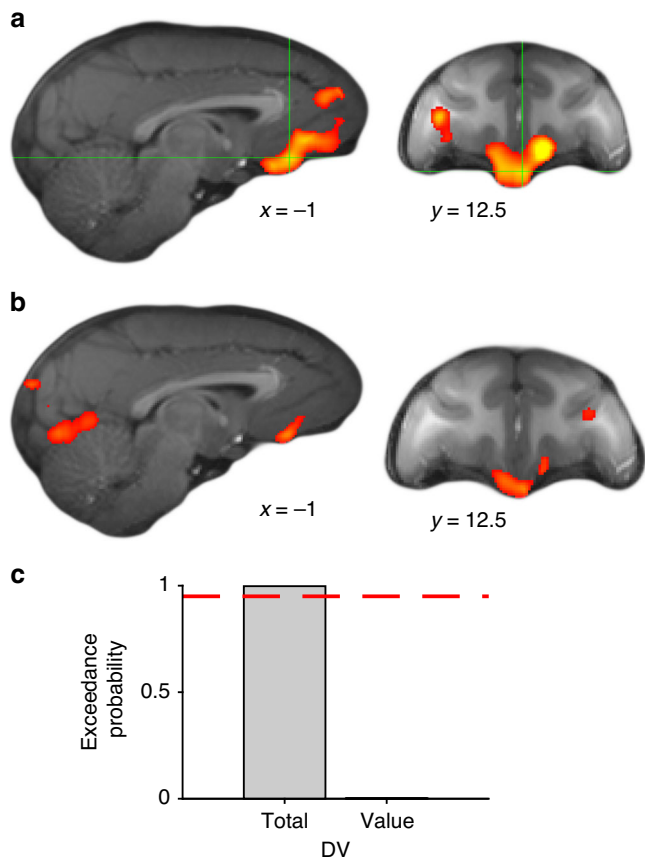 a
x = –1
y = 12.5
b
x = –1
y = 12.5
c
1
0.5
0
Exceedance
probability
Total
Value
DV